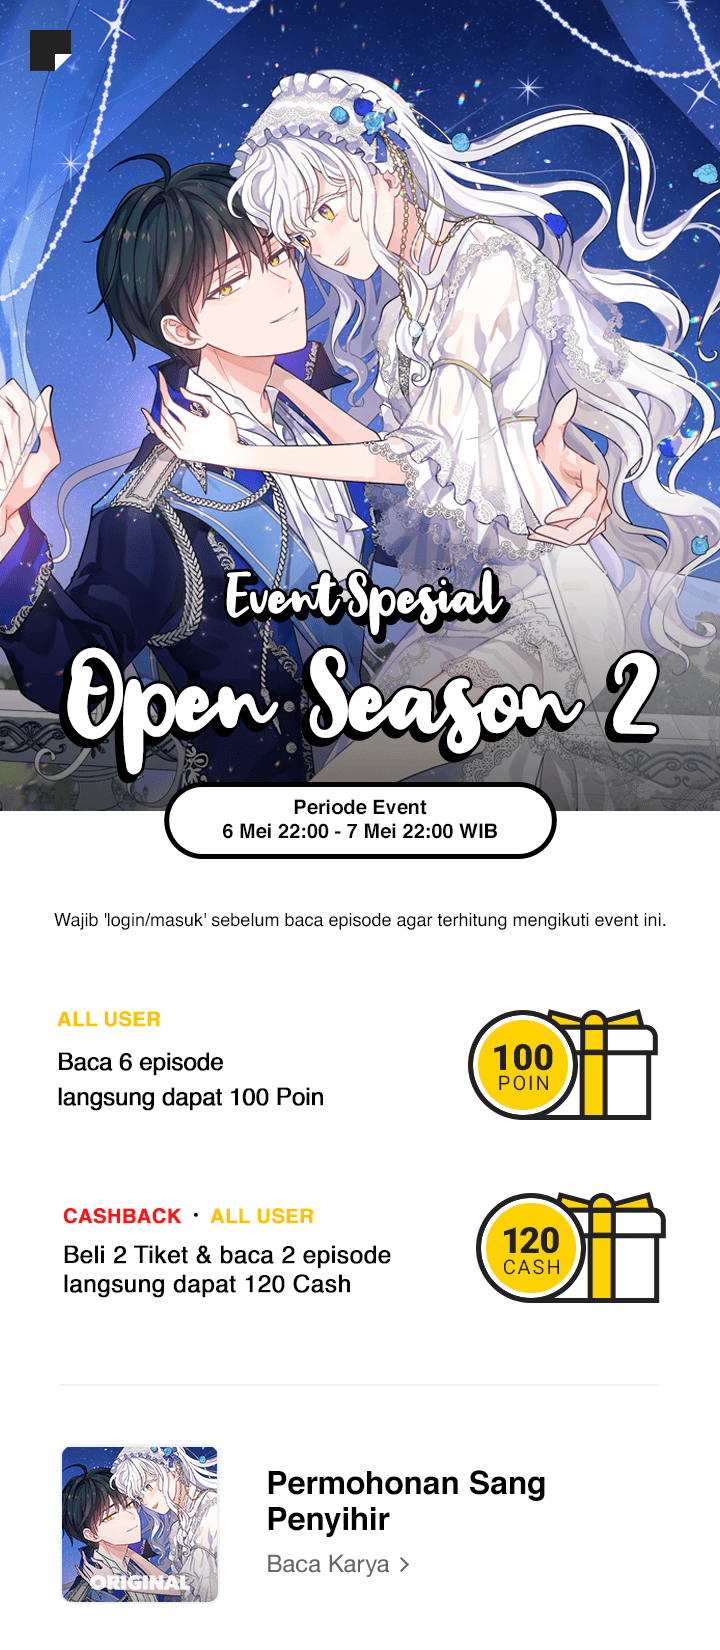 Event Spesial
Open Season 2
Periode Event
6 Mei 22:00 - 7 Mei 22:00 WIB
Wajib 'login/masuk' sebelum baca episode agar terhitung mengikuti event ini.
ALL USER
Baca 6 episode
langsung dapat 100 Poin
100
POIN
CASHBACK · ALL USER
Beli 2 Tiket & baca 2 episode
langsung dapat 120 Cash
120
CASH
ORIGINAL
Permohonan Sang
Penyihir
Baca Karya >